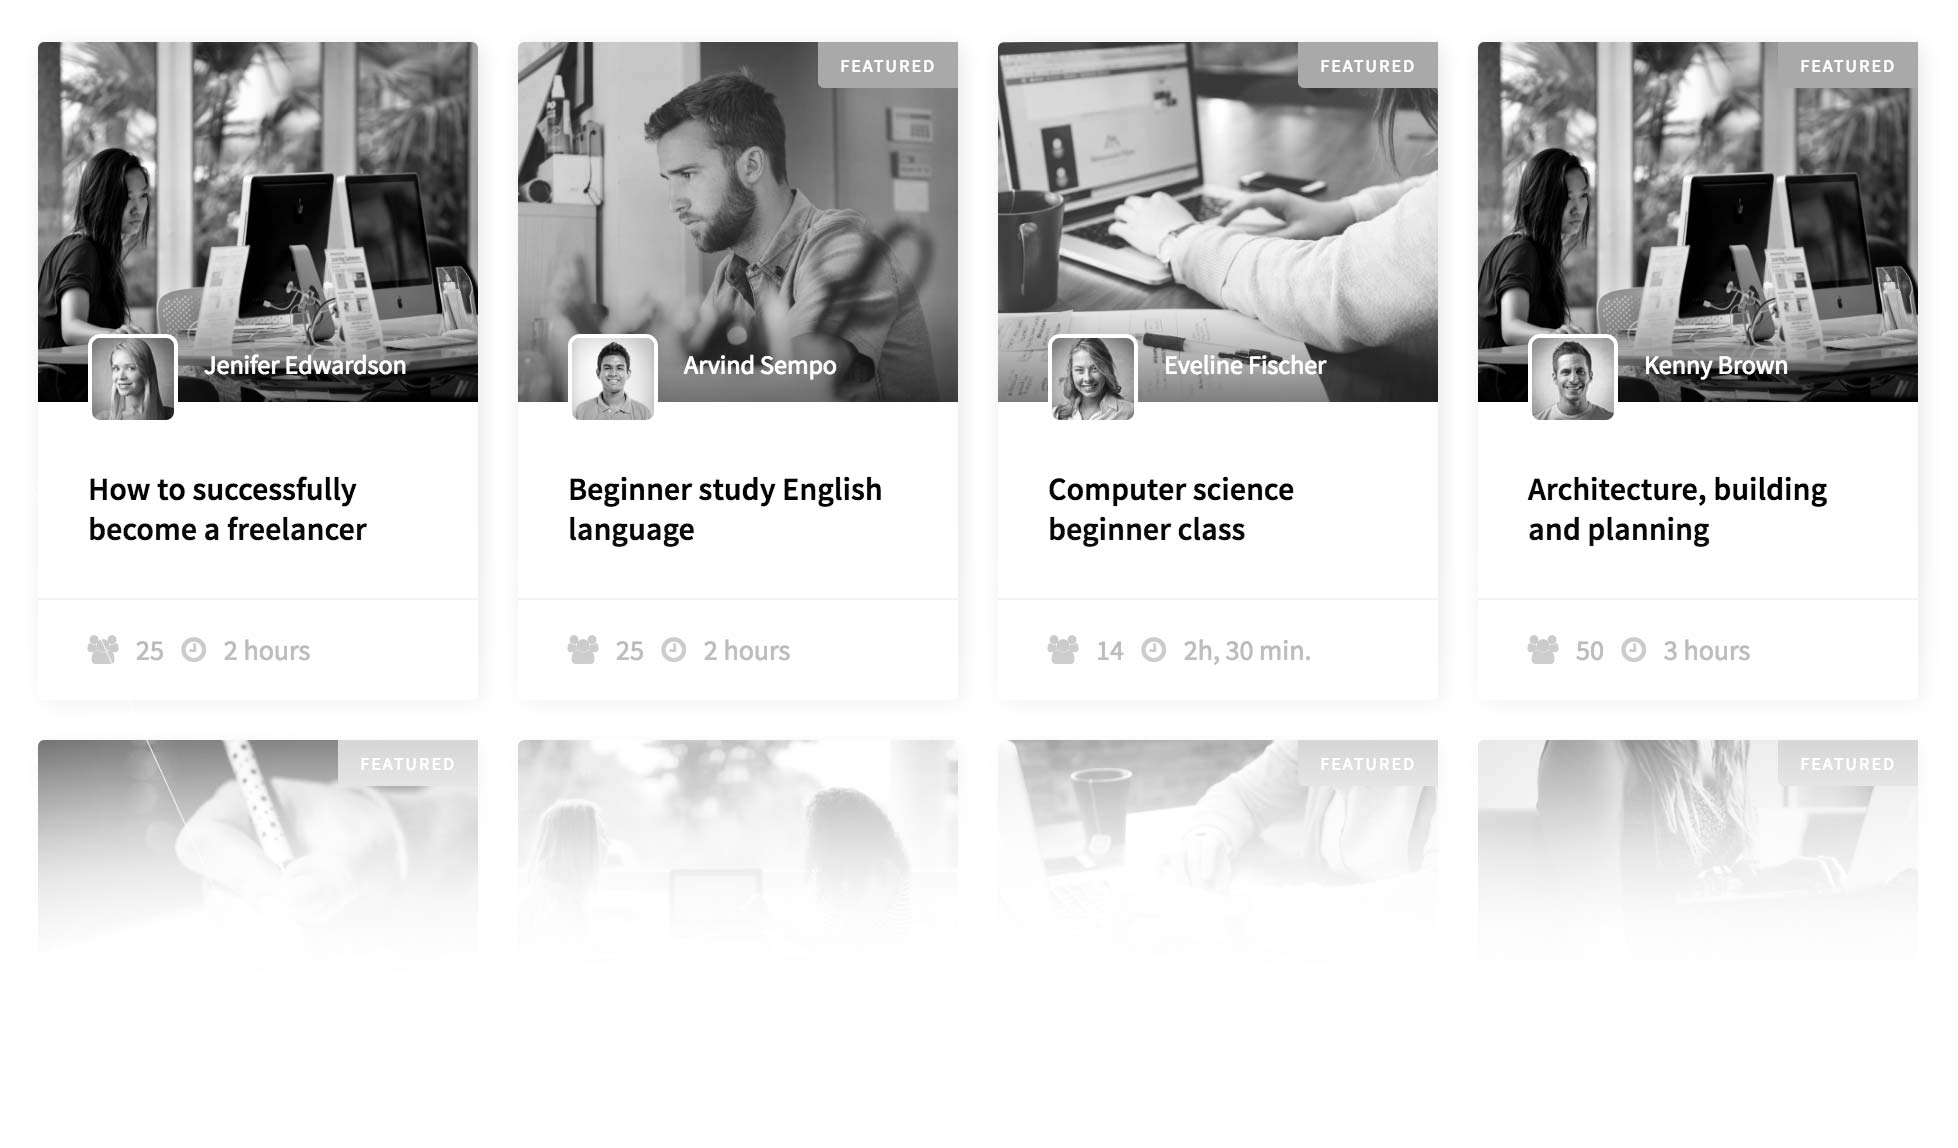 FEATURED
FEATURED
FEATURED
Jenifer Edwardson
Arvind Sempo
Eveline Fischer
Kenny Brown
How to successfully
become a freelancer
Beginner study English
language
Computer science
beginner class
Architecture, building
and planning
25 2 hours
25 2 hours
14 2h, 30 min.
50 3 hours
FEATURED
FEATURED
FEATURED